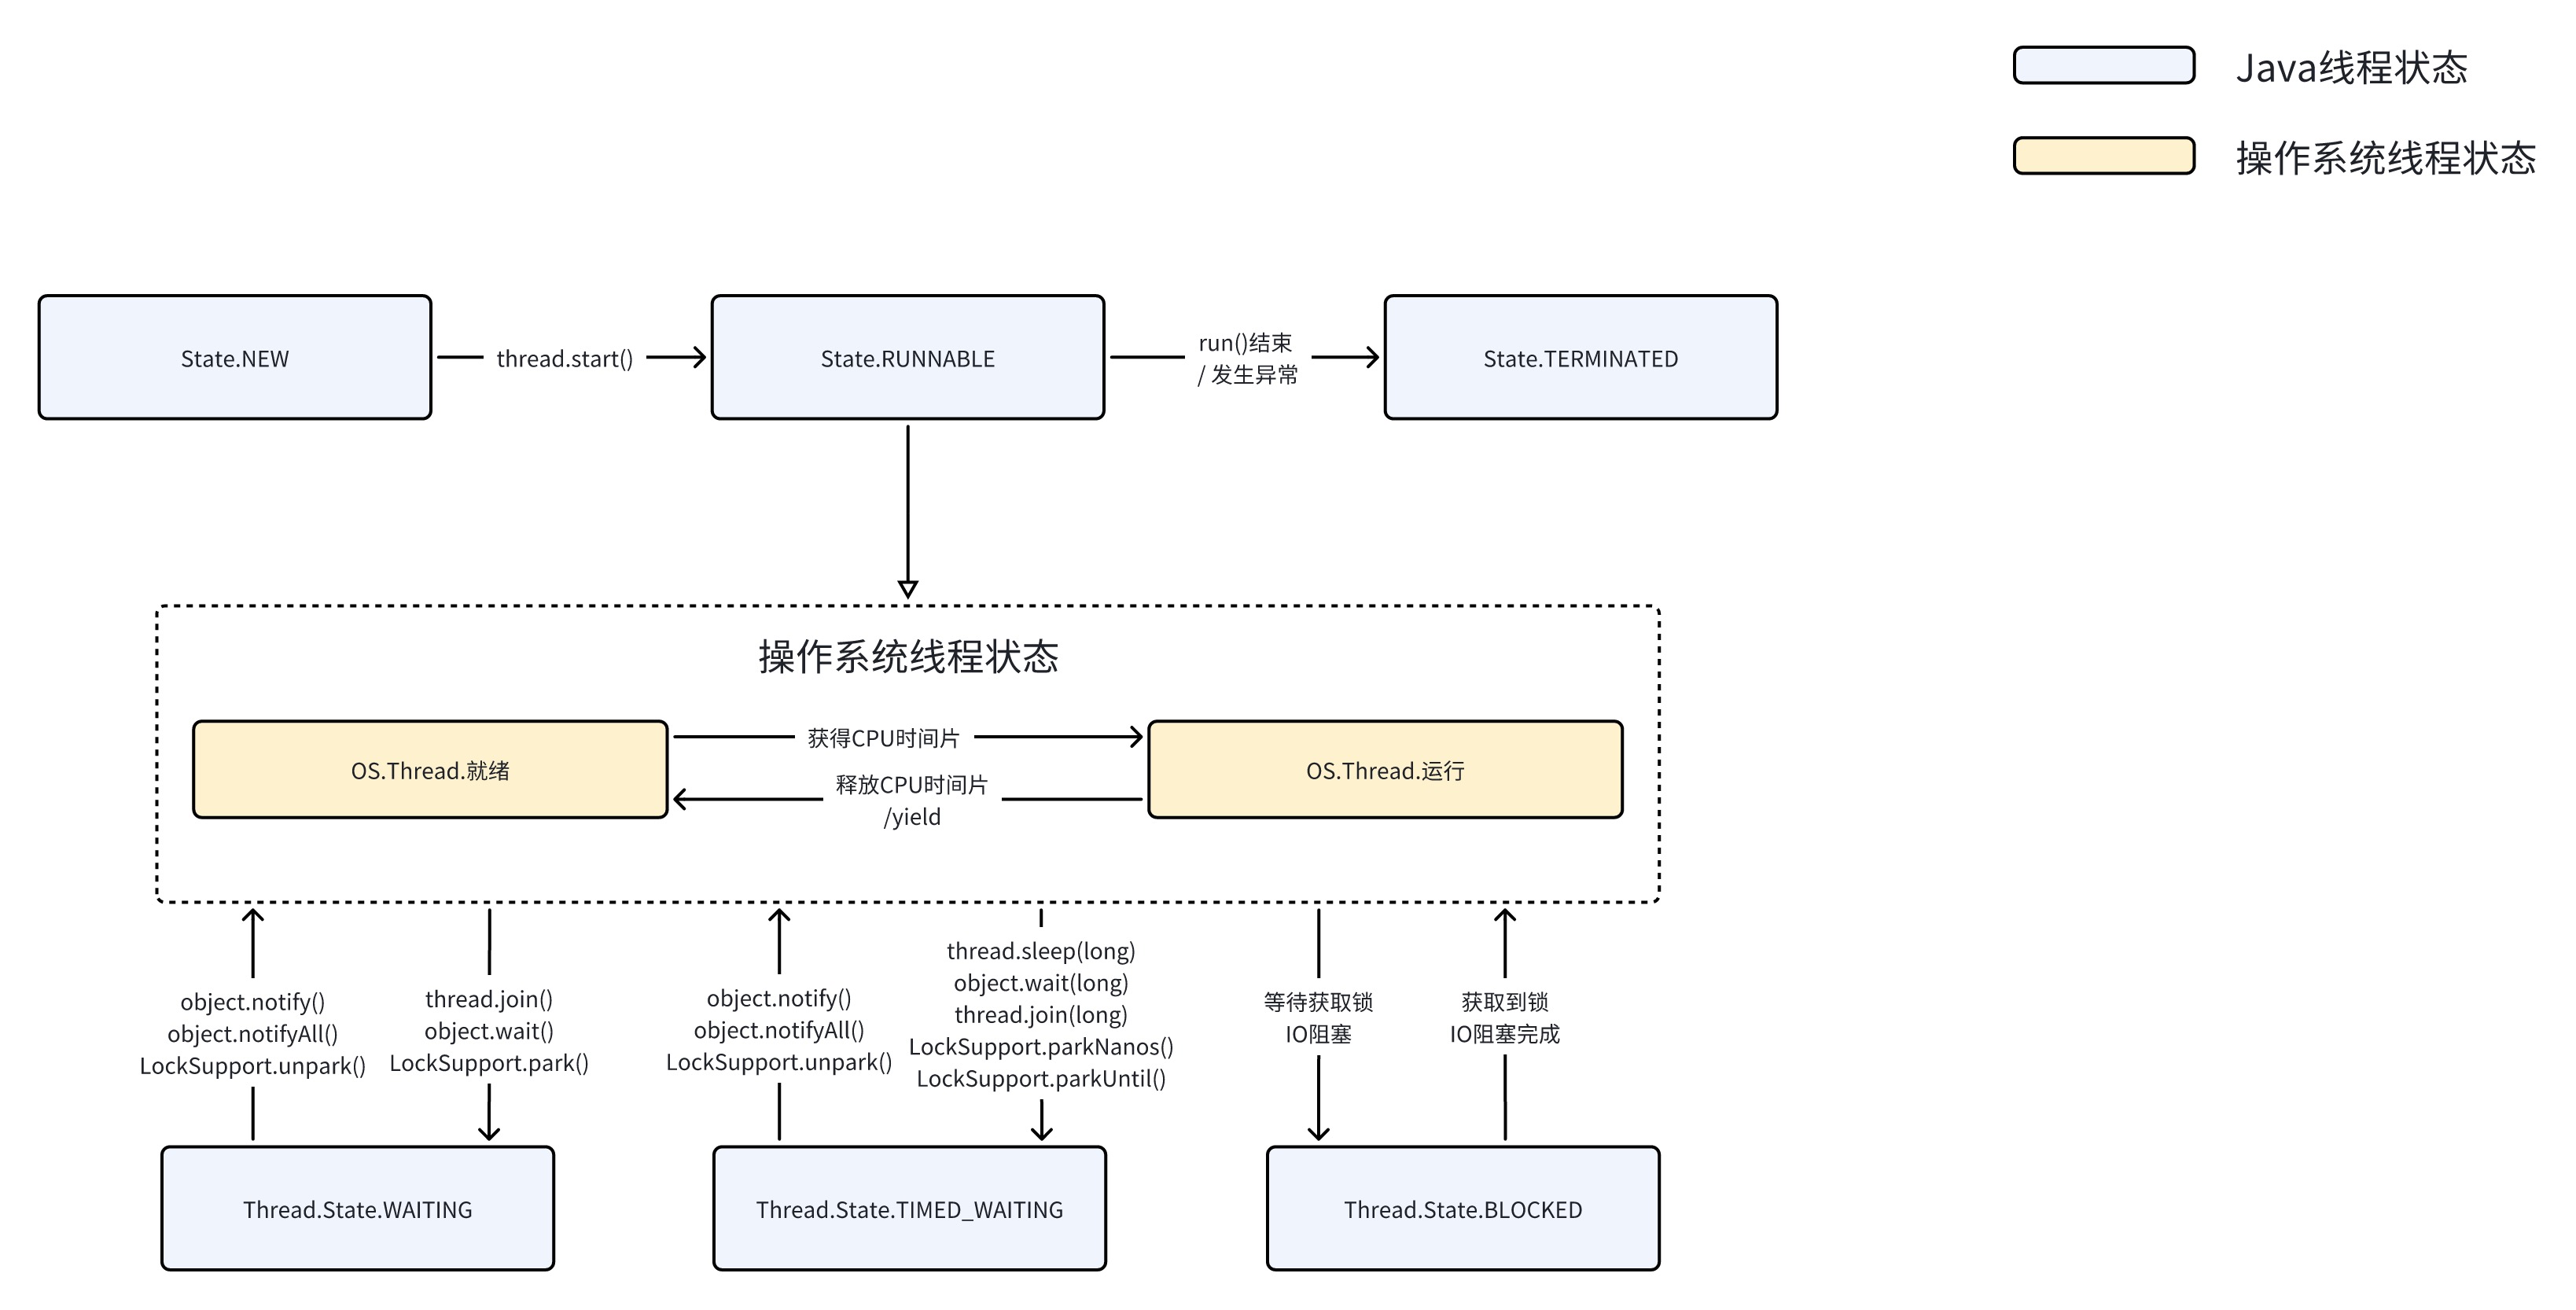 Java线程状态
操作系统线程状态
State.NEW
thread.start()
State.RUNNABLE
run()结束
/ 发生异常
State.TERMINATED
操作系统线程状态
OS.Thread.就绪
获得CPU时间片
释放CPU时间片
/yield
OS.Thread.运行
object.notify()
object.notifyAll()
LockSupport.unpark()
thread.join()
object.wait()
LockSupport.park()
object.notify()
object.notifyAll()
LockSupport.unpark()
thread.sleep(long)
object.wait(long)
thread.join(long)
LockSupport.parkNanos()
LockSupport.parkUntil()
等待获取锁
IO阻塞
获取到锁
IO阻塞完成
Thread.State.WAITING
Thread.State.TIMED_WAITING
Thread.State.BLOCKED